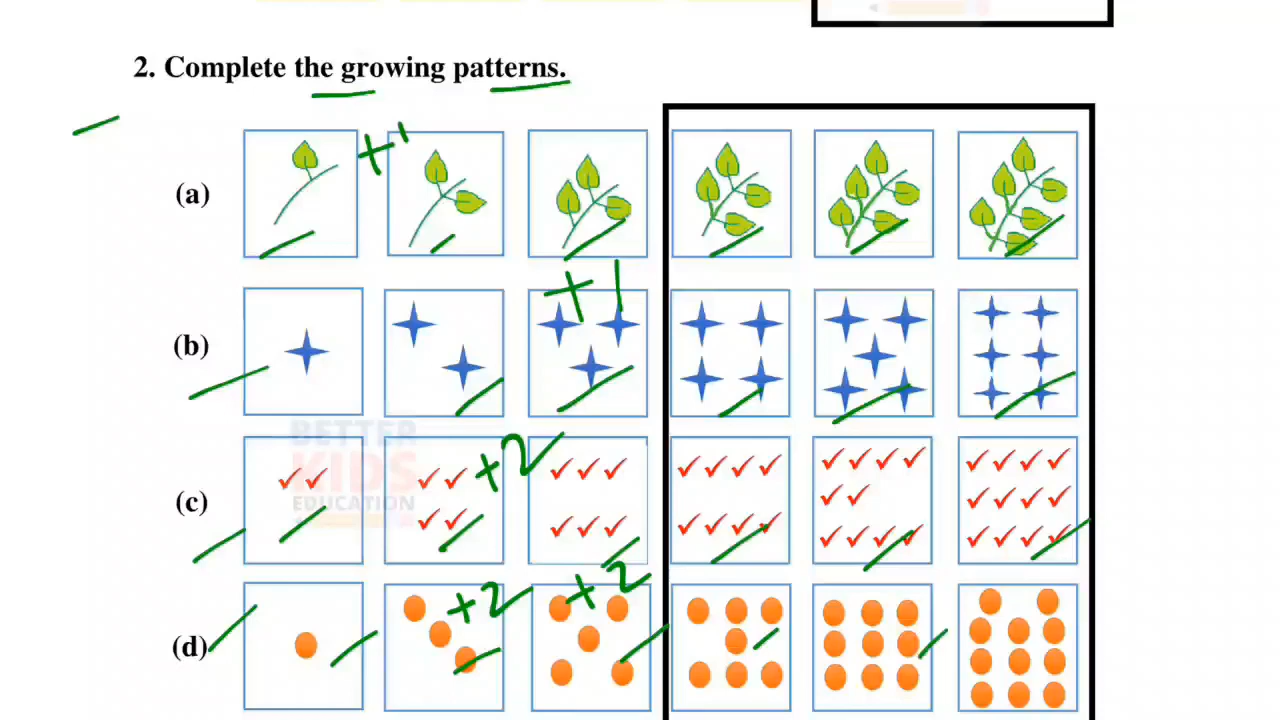 2. Complete the growing patterns.
(a)
+1
(b)
+1
(c)
+2
BETTER
KIDS
EDUCATION
(d)
+2
+2